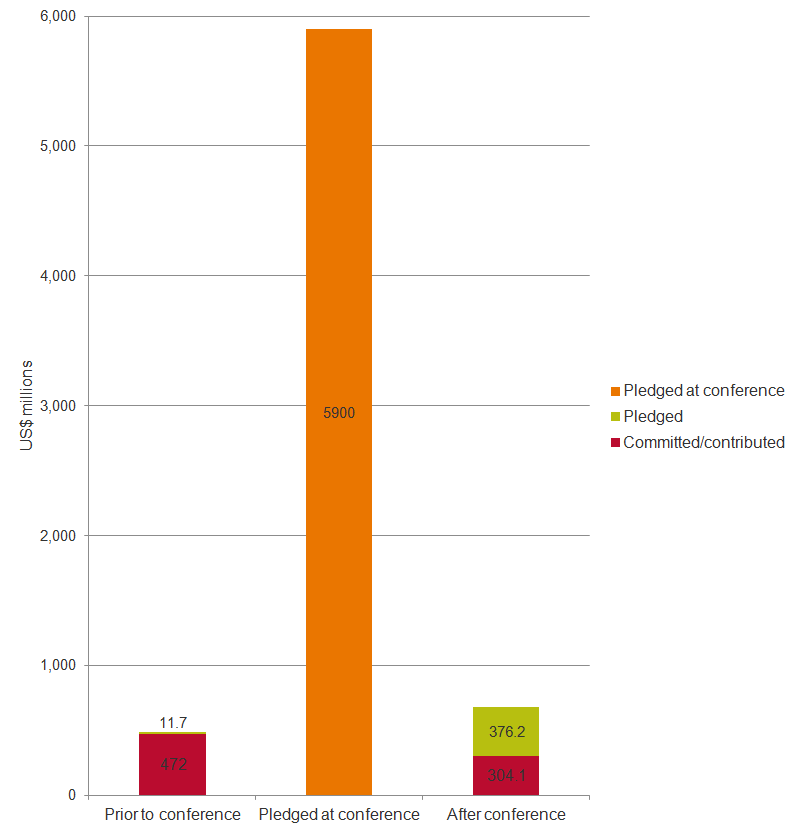 6,000
5,000
4,000
3,000
2,000
1,000
0
US$ millions
11.7
472
5900
376.2
304.1
Prior to conference
Pledged at conference
After conference
Pledged at conference
Pledged
Committed/contributed